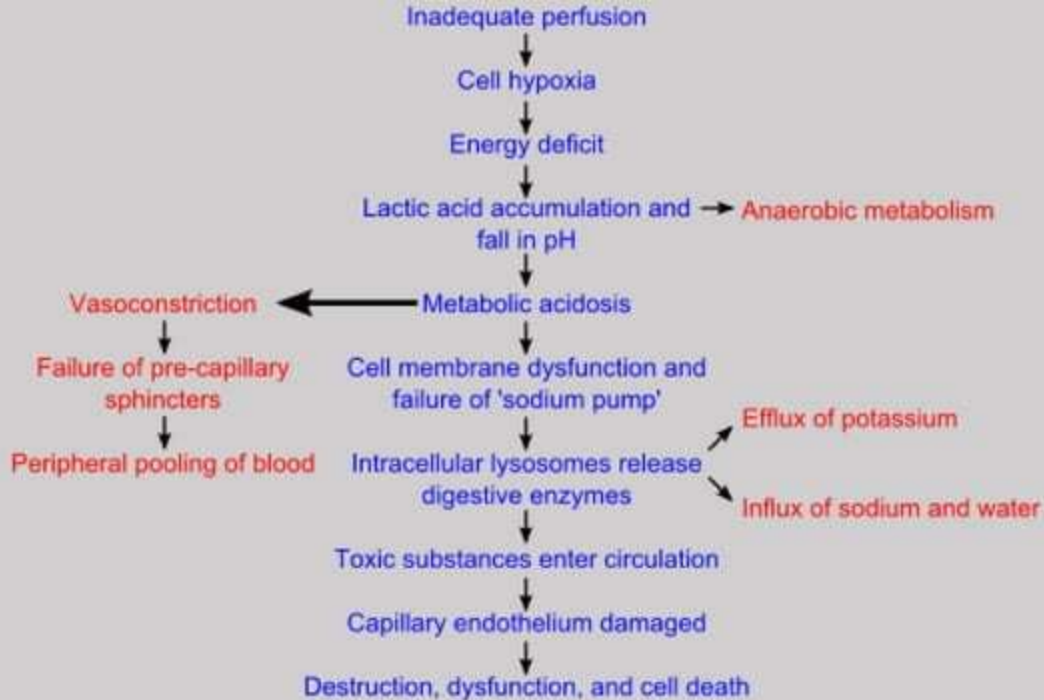 Inadequate perfusion
Cell hypoxia
Energy deficit
Lactic acid accumulation and
fall in pH
Anaerobic metabolism
Vasoconstriction
Metabolic acidosis
Failure of pre-capillary
sphincters
Cell membrane dysfunction and
failure of 'sodium pump'
Efflux of potassium
Peripheral pooling of blood
Intracellular lysosomes release
digestive enzymes
Influx of sodium and water
Toxic substances enter circulation
Capillary endothelium damaged
Destruction, dysfunction, and cell death